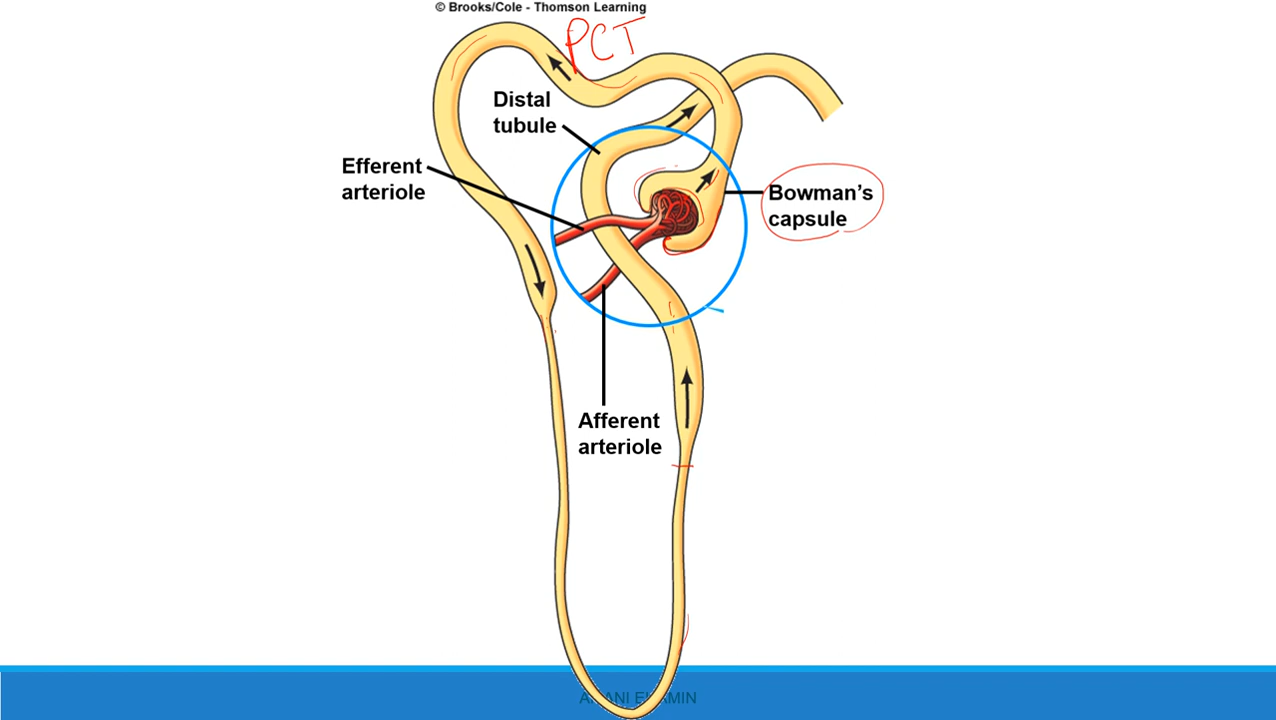 © Brooks/Cole - Thomson Learning
PCT
Distal
tubule
Efferent
arteriole
Bowman's
capsule
Afferent
arteriole